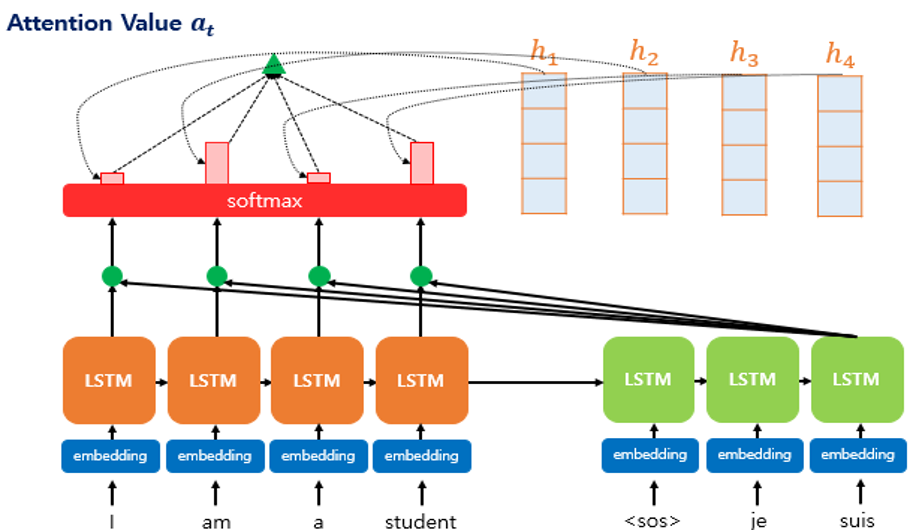 Attention Value a_t
h_1 h_2 h_3 h_4
softmax
LSTM LSTM LSTM LSTM LSTM LSTM LSTM
embedding embedding embedding embedding embedding embedding embedding
I am a student <sos> je suis